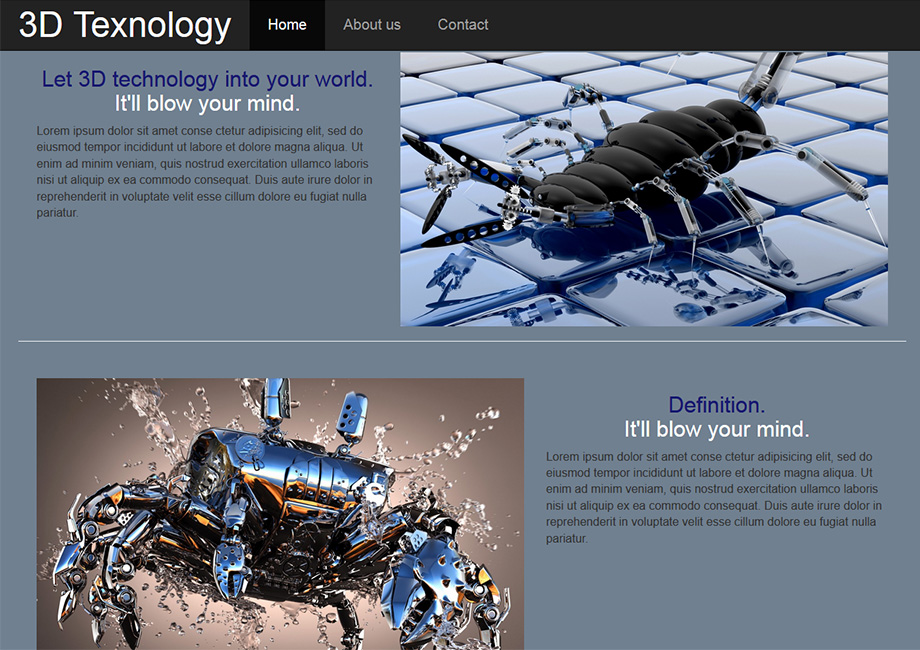 3D Texnology Home About us Contact
Let 3D technology into your world.
It'll blow your mind.
Lorem ipsum dolor sit amet conse ctetur adipisicing elit, sed do
eiusmod tempor incididunt ut labore et dolore magna aliqua. Ut
enim ad minim veniam, quis nostrud exercitation ullamco laboris
nisi ut aliquip ex ea commodo consequat. Duis aute irure dolor in
reprehenderit in voluptate velit esse cillum dolore eu fugiat nulla
pariatur.
Definition.
It'll blow your mind.
Lorem ipsum dolor sit amet conse ctetur adipisicing elit, sed do
eiusmod tempor incididunt ut labore et dolore magna aliqua. Ut
enim ad minim veniam, quis nostrud exercitation ullamco laboris
nisi ut aliquip ex ea commodo consequat. Duis aute irure dolor in
reprehenderit in voluptate velit esse cillum dolore eu fugiat nulla
pariatur.